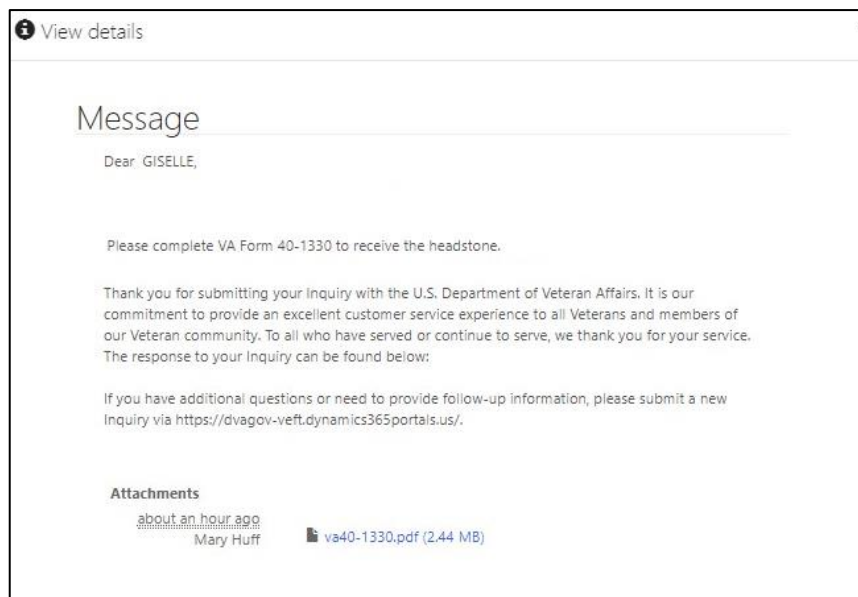 View details
Message
Dear GISELLE,
Please complete VA Form 40-1330 to receive the headstone.
Thank you for submitting your Inquiry with the U.S. Department of Veteran Affairs. It is our
commitment to provide an excellent customer service experience to all Veterans and members of
our Veteran community. To all who have served or continue to serve, we thank you for your service.
The response to your Inquiry can be found below:
If you have additional questions or need to provide follow-up information, please submit a new
Inquiry via https://dvagov-veft.dynamics365portals.us/.
Attachments
about an hour ago
Mary Huff
va40-1330.pdf (2.44 MB)